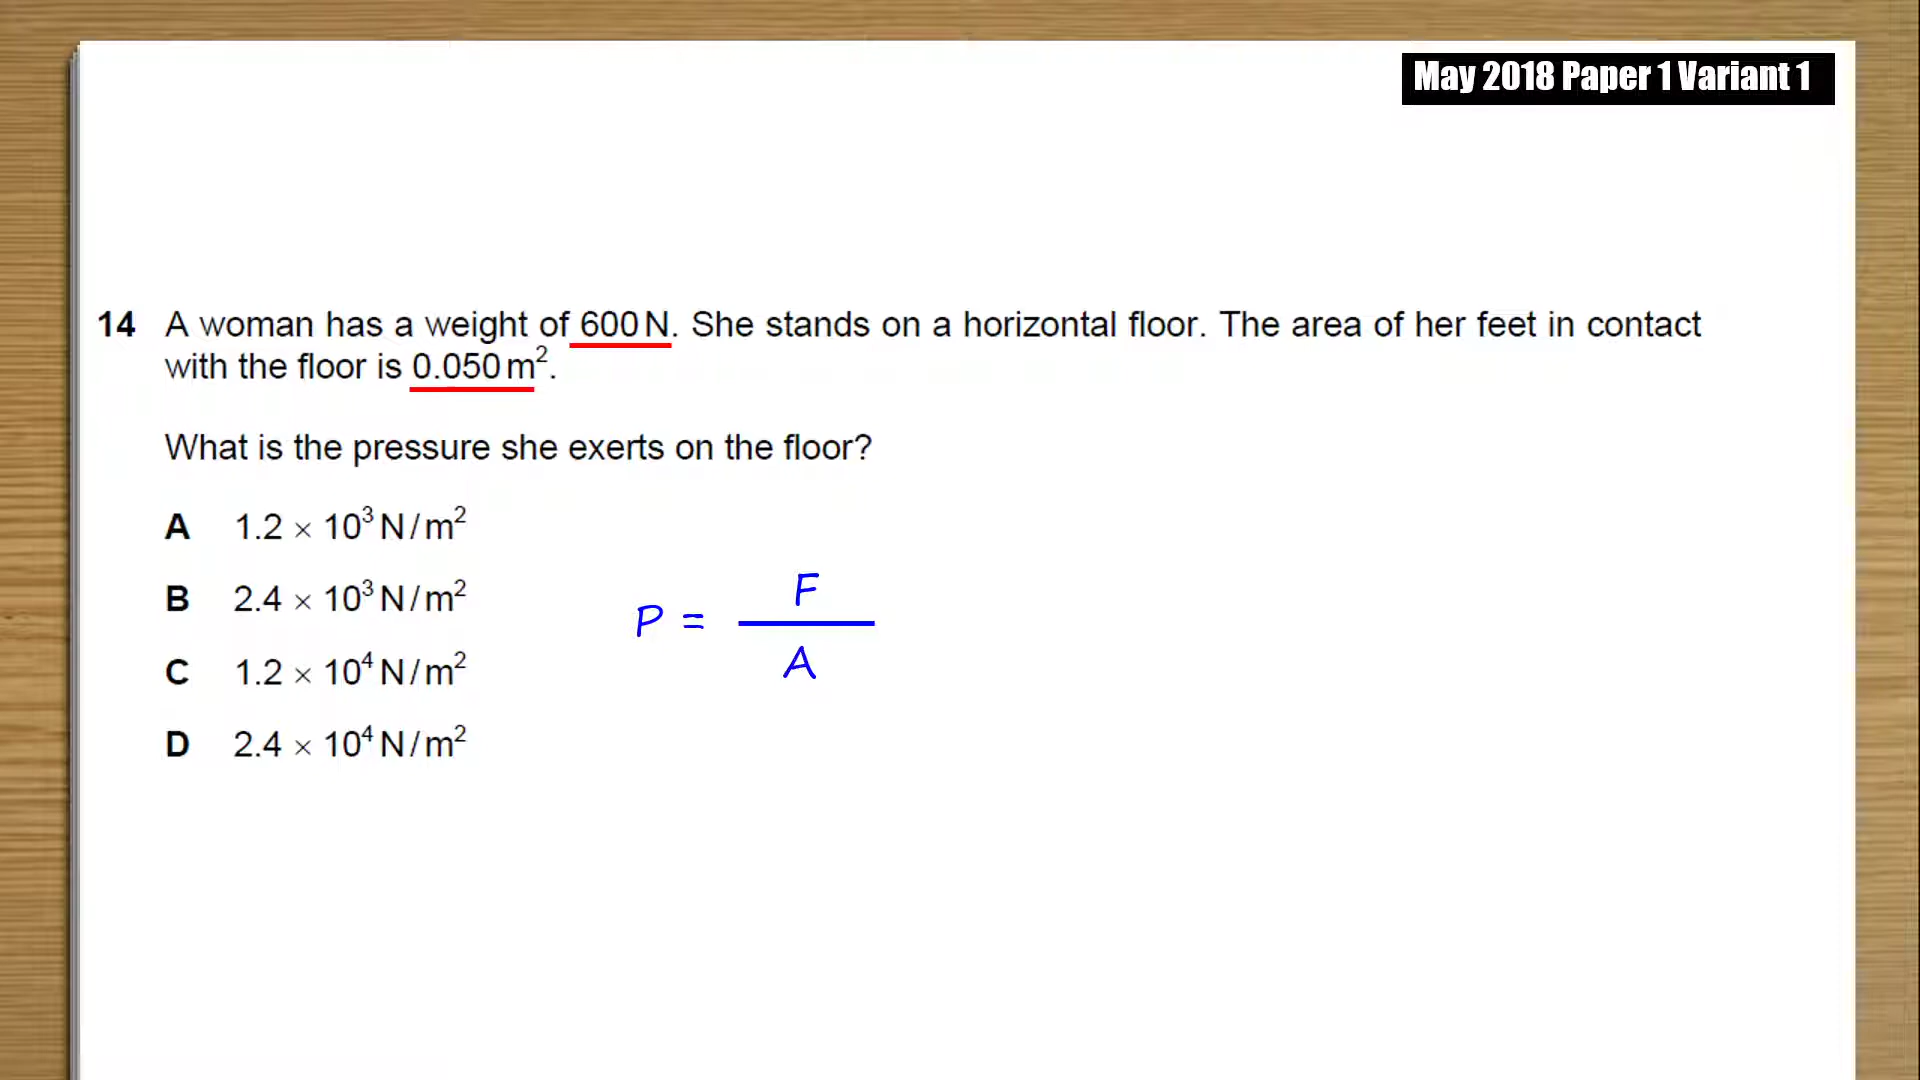 May 2018 Paper 1 Variant 1
14 A woman has a weight of 600 N. She stands on a horizontal floor. The area of her feet in contact
with the floor is 0.050 m².
What is the pressure she exerts on the floor?
A 1.2 × 10³ N/m²
B 2.4 × 10³ N/m²
C 1.2 × 10⁴ N/m²
D 2.4 × 10⁴ N/m²
F
P =
A